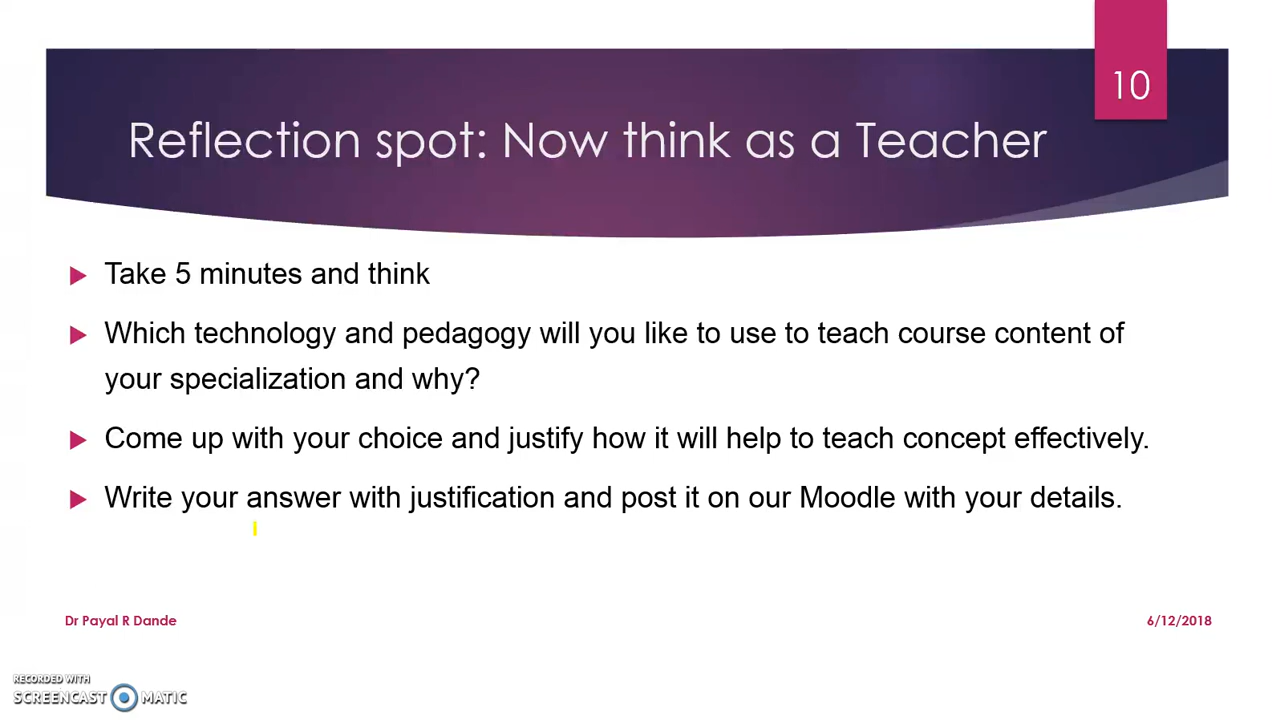 10
Reflection spot: Now think as a Teacher
Take 5 minutes and think
Which technology and pedagogy will you like to use to teach course content of
your specialization and why?
Come up with your choice and justify how it will help to teach concept effectively.
Write your answer with justification and post it on our Moodle with your details.
Dr Payal R Dande
6/12/2018
RECORDED WITH
SCREENCAST MATIC